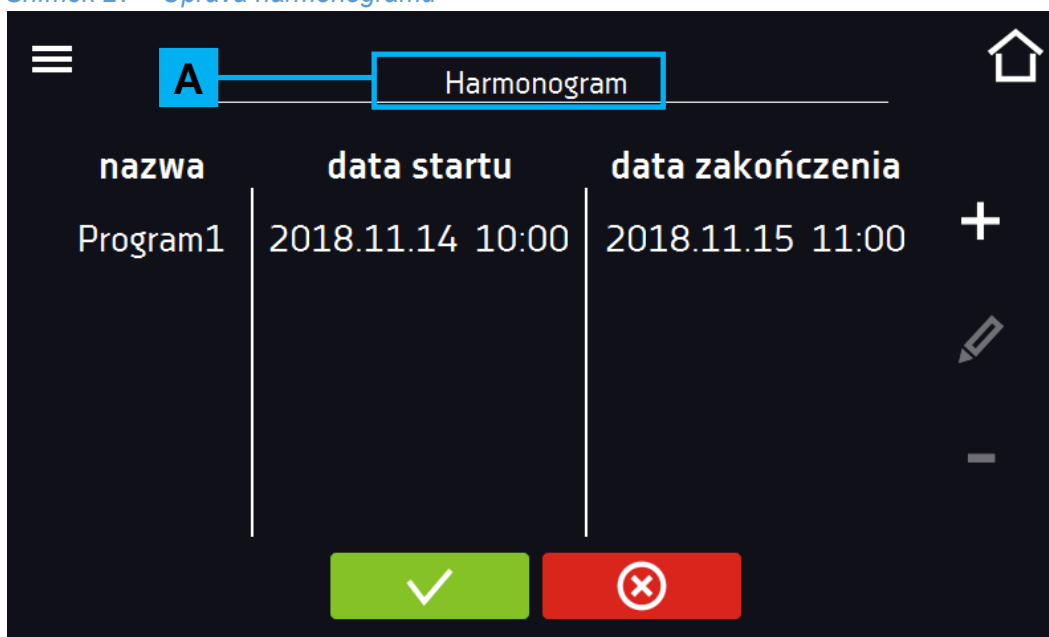 A
Harmonogram
nazwa data startu data zakończenia
Program1 2018.11.14 10:00 2018.11.15 11:00